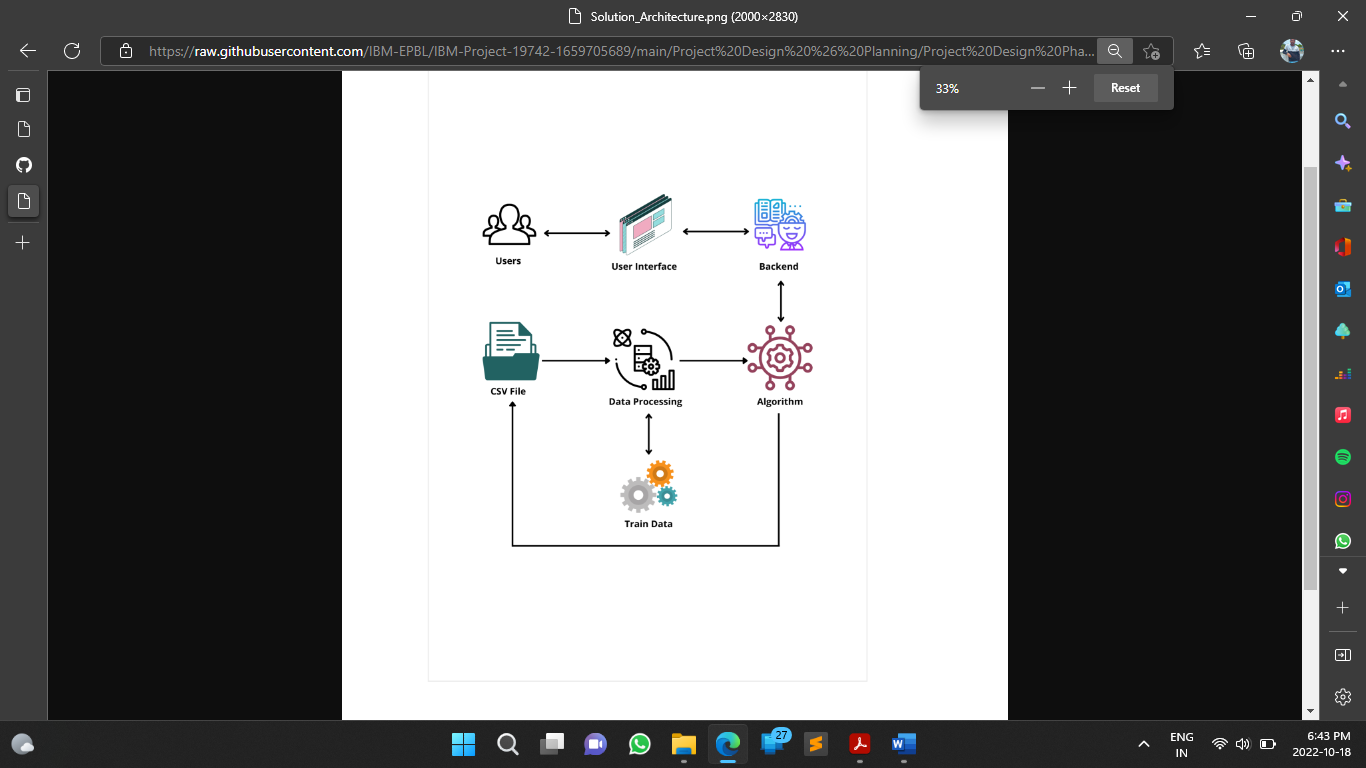 Solution_Architecture.png (2000×2830)
https://raw.githubusercontent.com/IBM-EPBL/IBM-Project-19742-1659705689/main/Project%20Design%20%26%20Planning/Project%20Design%20Pha...
33%
Reset
Users
User Interface
Backend
CSV File
Data Processing
Algorithm
Train Data
27
ENG
IN
6:43 PM
2022-10-18